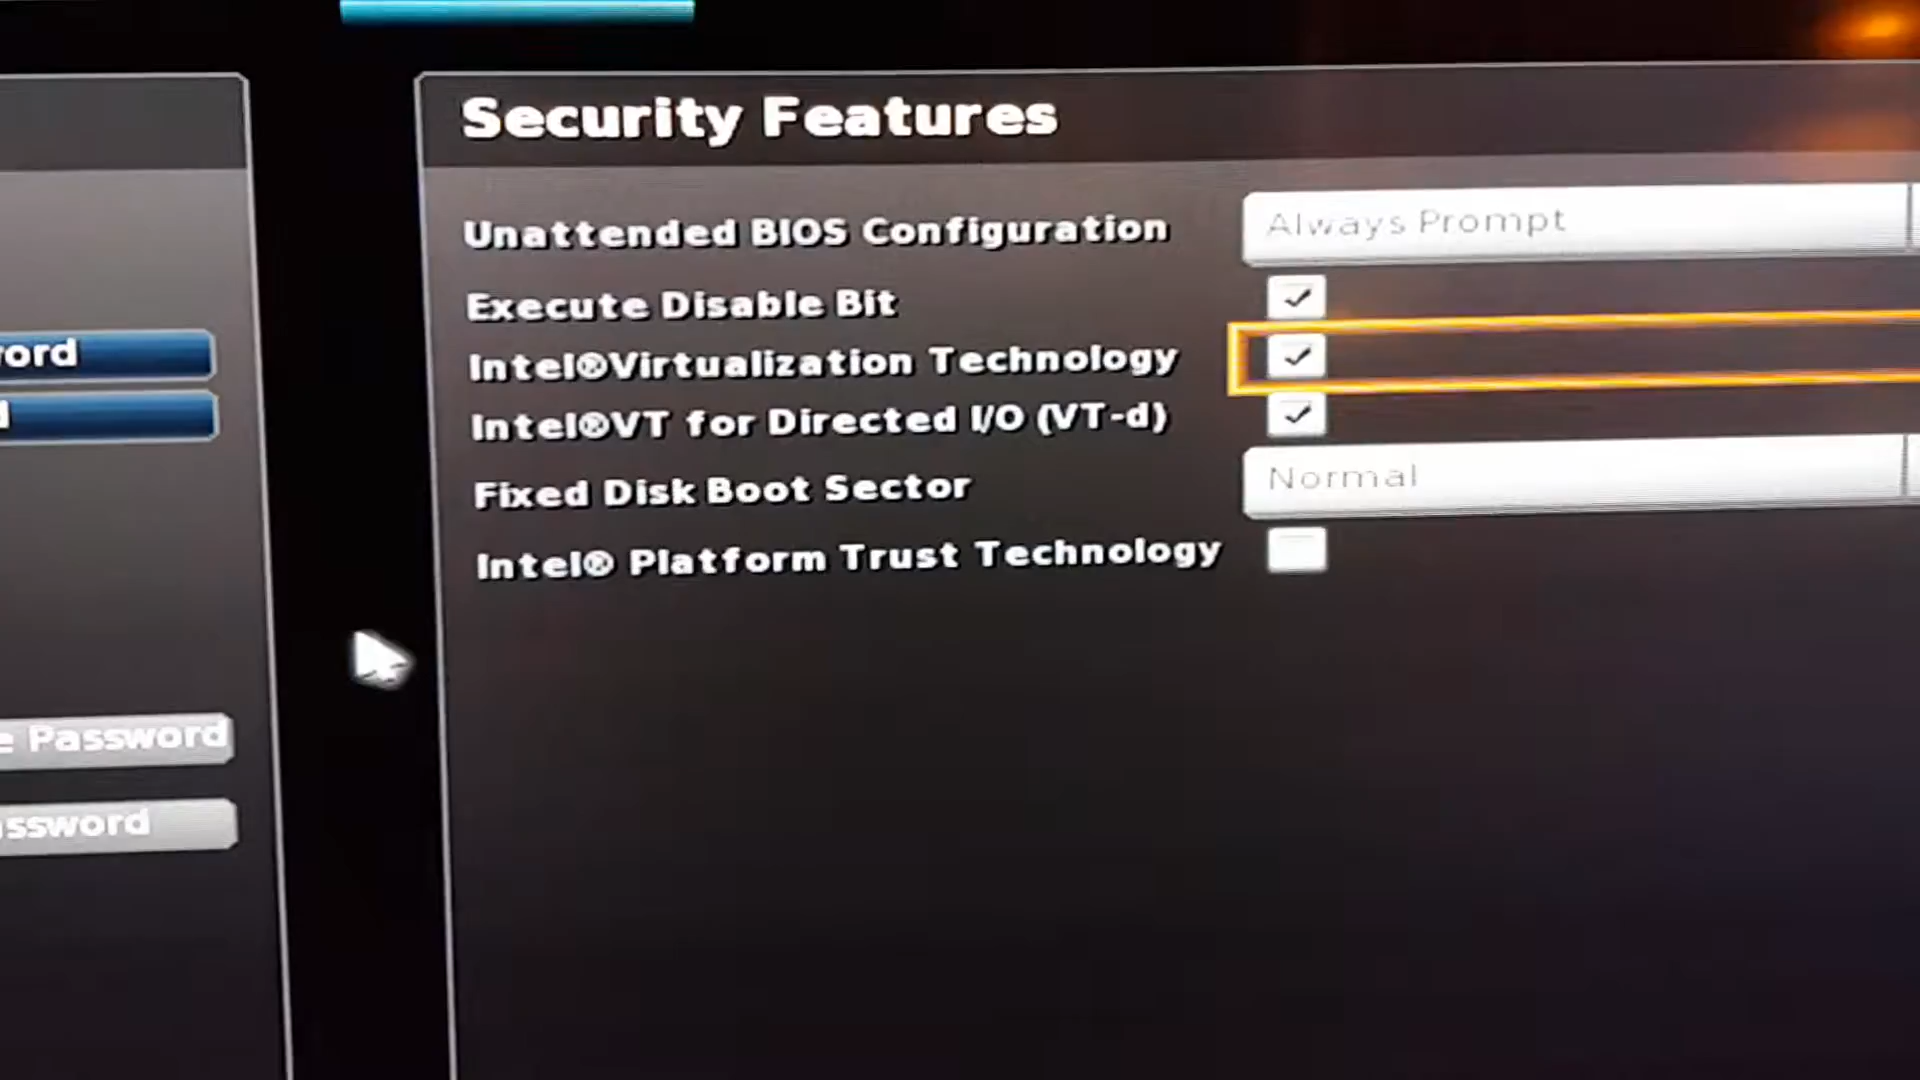 Security Features
Unattended BIOS Configuration
Always Prompt
Execute Disable Bit
Intel®Virtualization Technology
Intel®VT for Directed I/O (VT-d)
Fixed Disk Boot Sector
Normal
Intel® Platform Trust Technology
ord
e Password
ssword